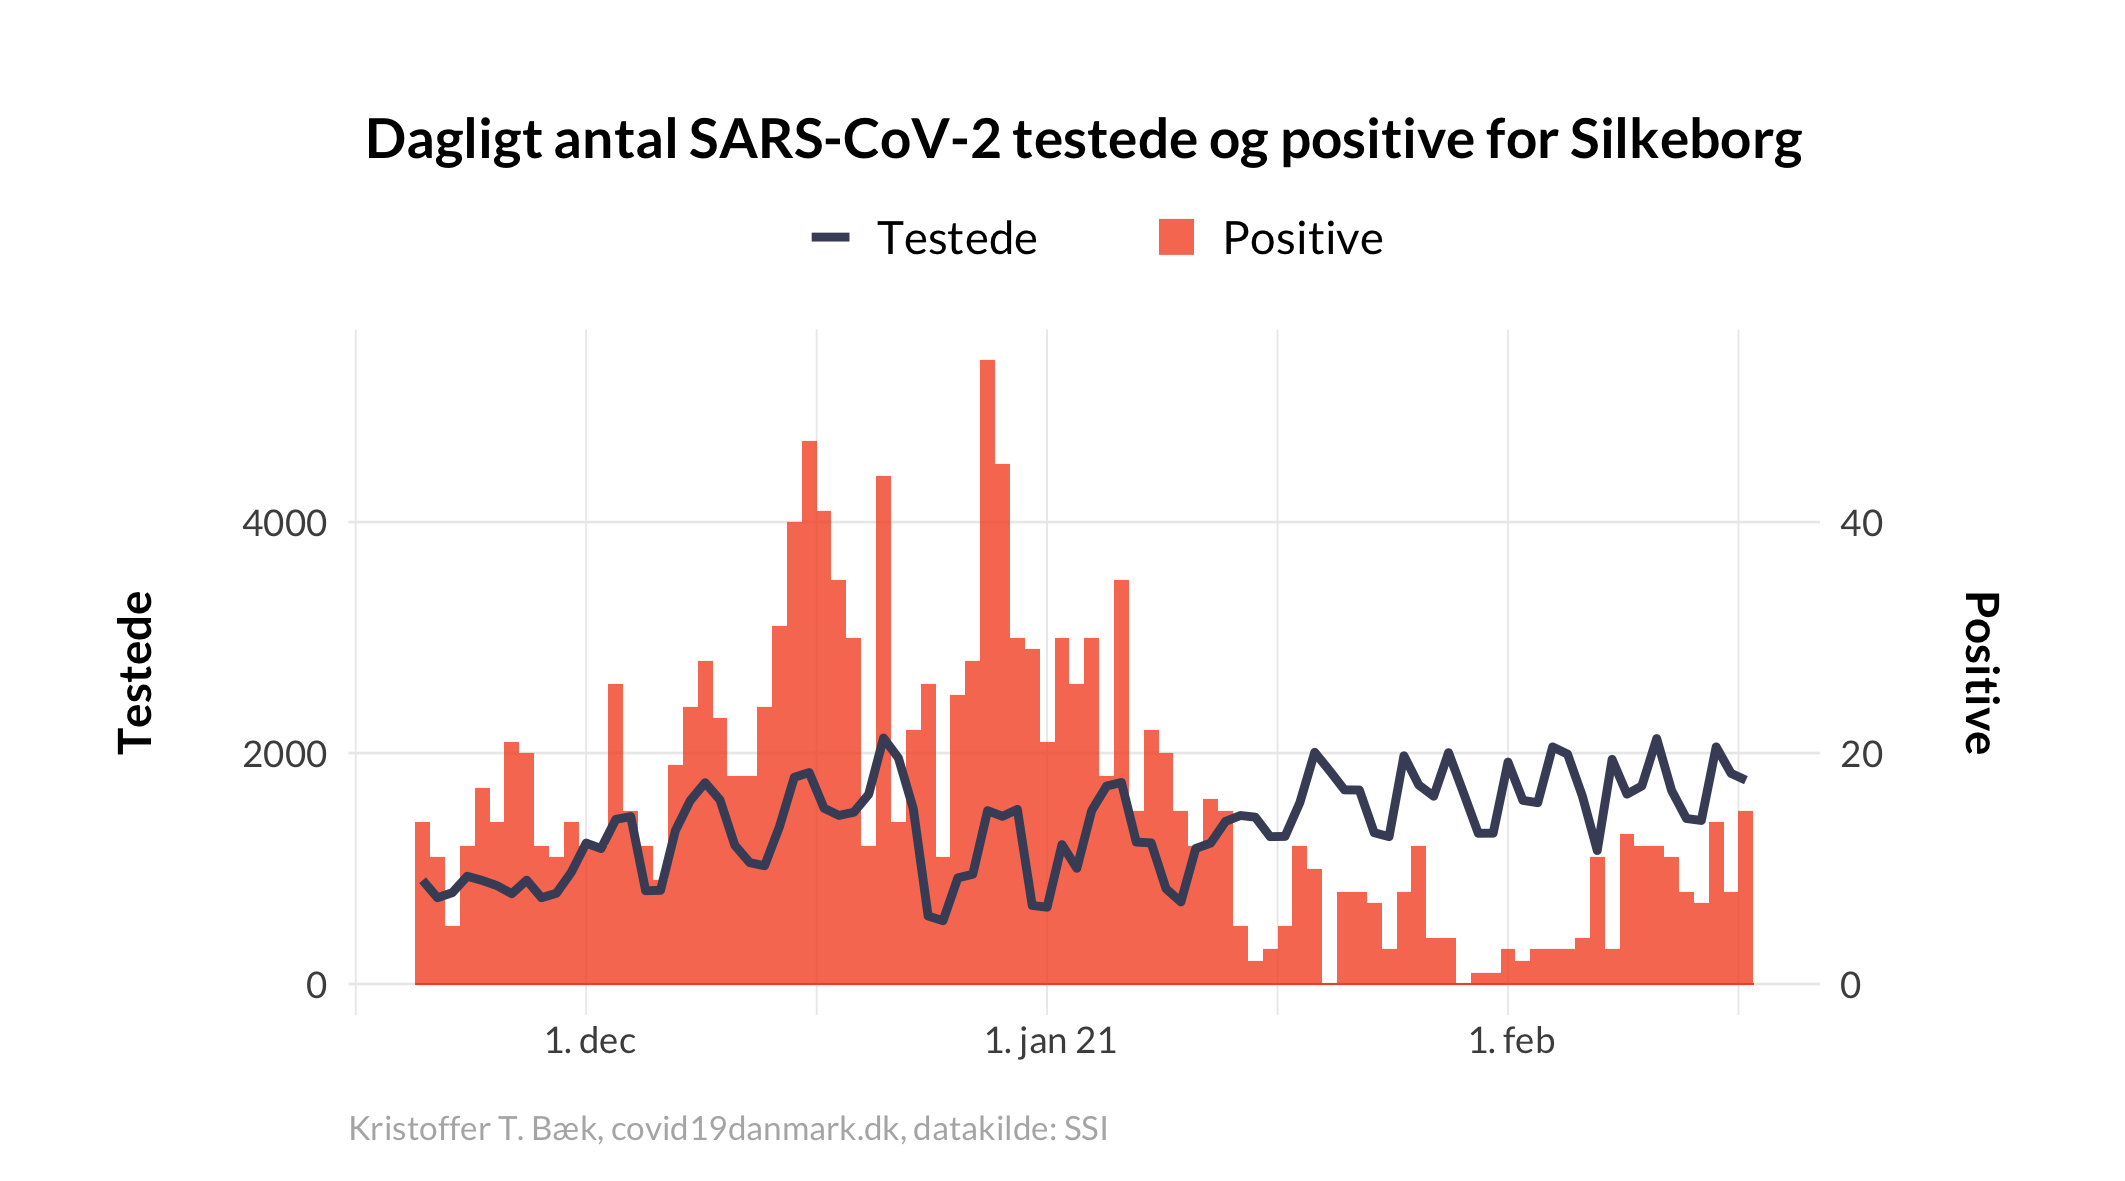 Dagligt antal SARS-CoV-2 testede og positive for Silkeborg
Testede
Positive
4000
2000
0
Testede
40
20
0
Positive
1. dec
1. jan 21
1. feb
Kristoffer T. Bæk, covid19danmark.dk, datakilde: SSI